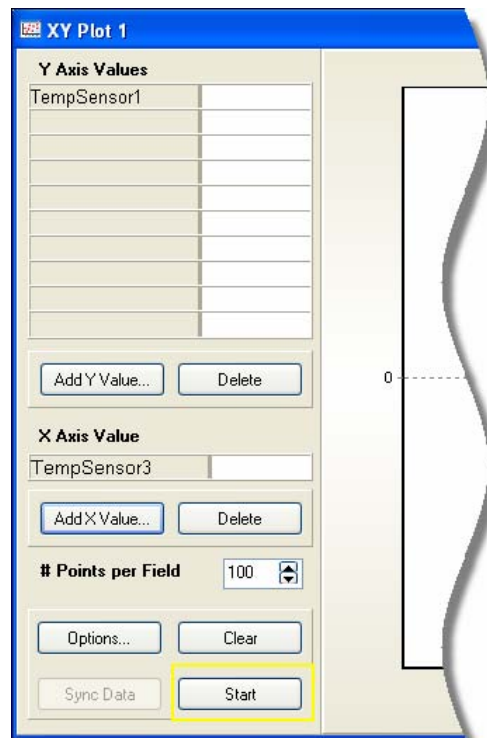 XY Plot 1
Y Axis Values
TempSensor1
Add Y Value... Delete
0
X Axis Value
TempSensor3
Add X Value... Delete
# Points per Field 100
Options... Clear
Sync Data Start